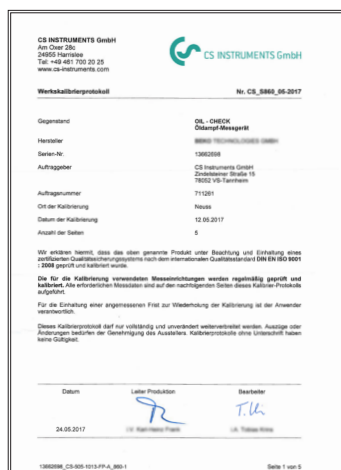 CS INSTRUMENTS GmbH
Am Oxer 28c
24955 Harrislee
Tel: +49 461 700 20 25
www.cs-instruments.com
CS INSTRUMENTS GmbH
Werkskalibrierprotokoll Nr. CS_S860_06-2017
Gegenstand OIL - CHECK
Öldampf-Messgerät
Hersteller
Serien-Nr. 13662698
Auftraggeber CS Instruments GmbH
Zindelsteiner Straße 15
78052 VS-Tannheim
Auftragsnummer 711261
Ort der Kalibrierung Neuss
Datum der Kalibrierung 12.05.2017
Anzahl der Seiten 5
Wir erklären hiermit, dass das oben genannte Produkt unter Beachtung und Einhaltung eines
zertifizierten Qualitätssicherungsystems nach dem internationalen Qualitätsstandard DIN EN ISO 9001
: 2008 geprüft und kalibriert wurde.
Die für die Kalibrierung verwendeten Messeinrichtungen werden regelmäßig geprüft und
kalibriert. Alle erforderlichen Messdaten sind auf den nachfolgenden Seiten dieses Kalibrier-Protokolls
aufgeführt.
Für die Einhaltung einer angemessenen Frist zur Wiederholung der Kalibrierung ist der Anwender
verantwortlich.
Dieses Kalibrierprotokoll darf nur vollständig und unverändert weiterverbreitet werden. Auszüge oder
Änderungen bedürfen der Genehmigung des Ausstellers. Kalibrierprotokolle ohne Unterschrift haben
keine Gültigkeit.
Datum Leiter Produktion Bearbeiter
24.05.2017
13662698_CS-505-1013-FP-A_860-1 Seite 1 von 5